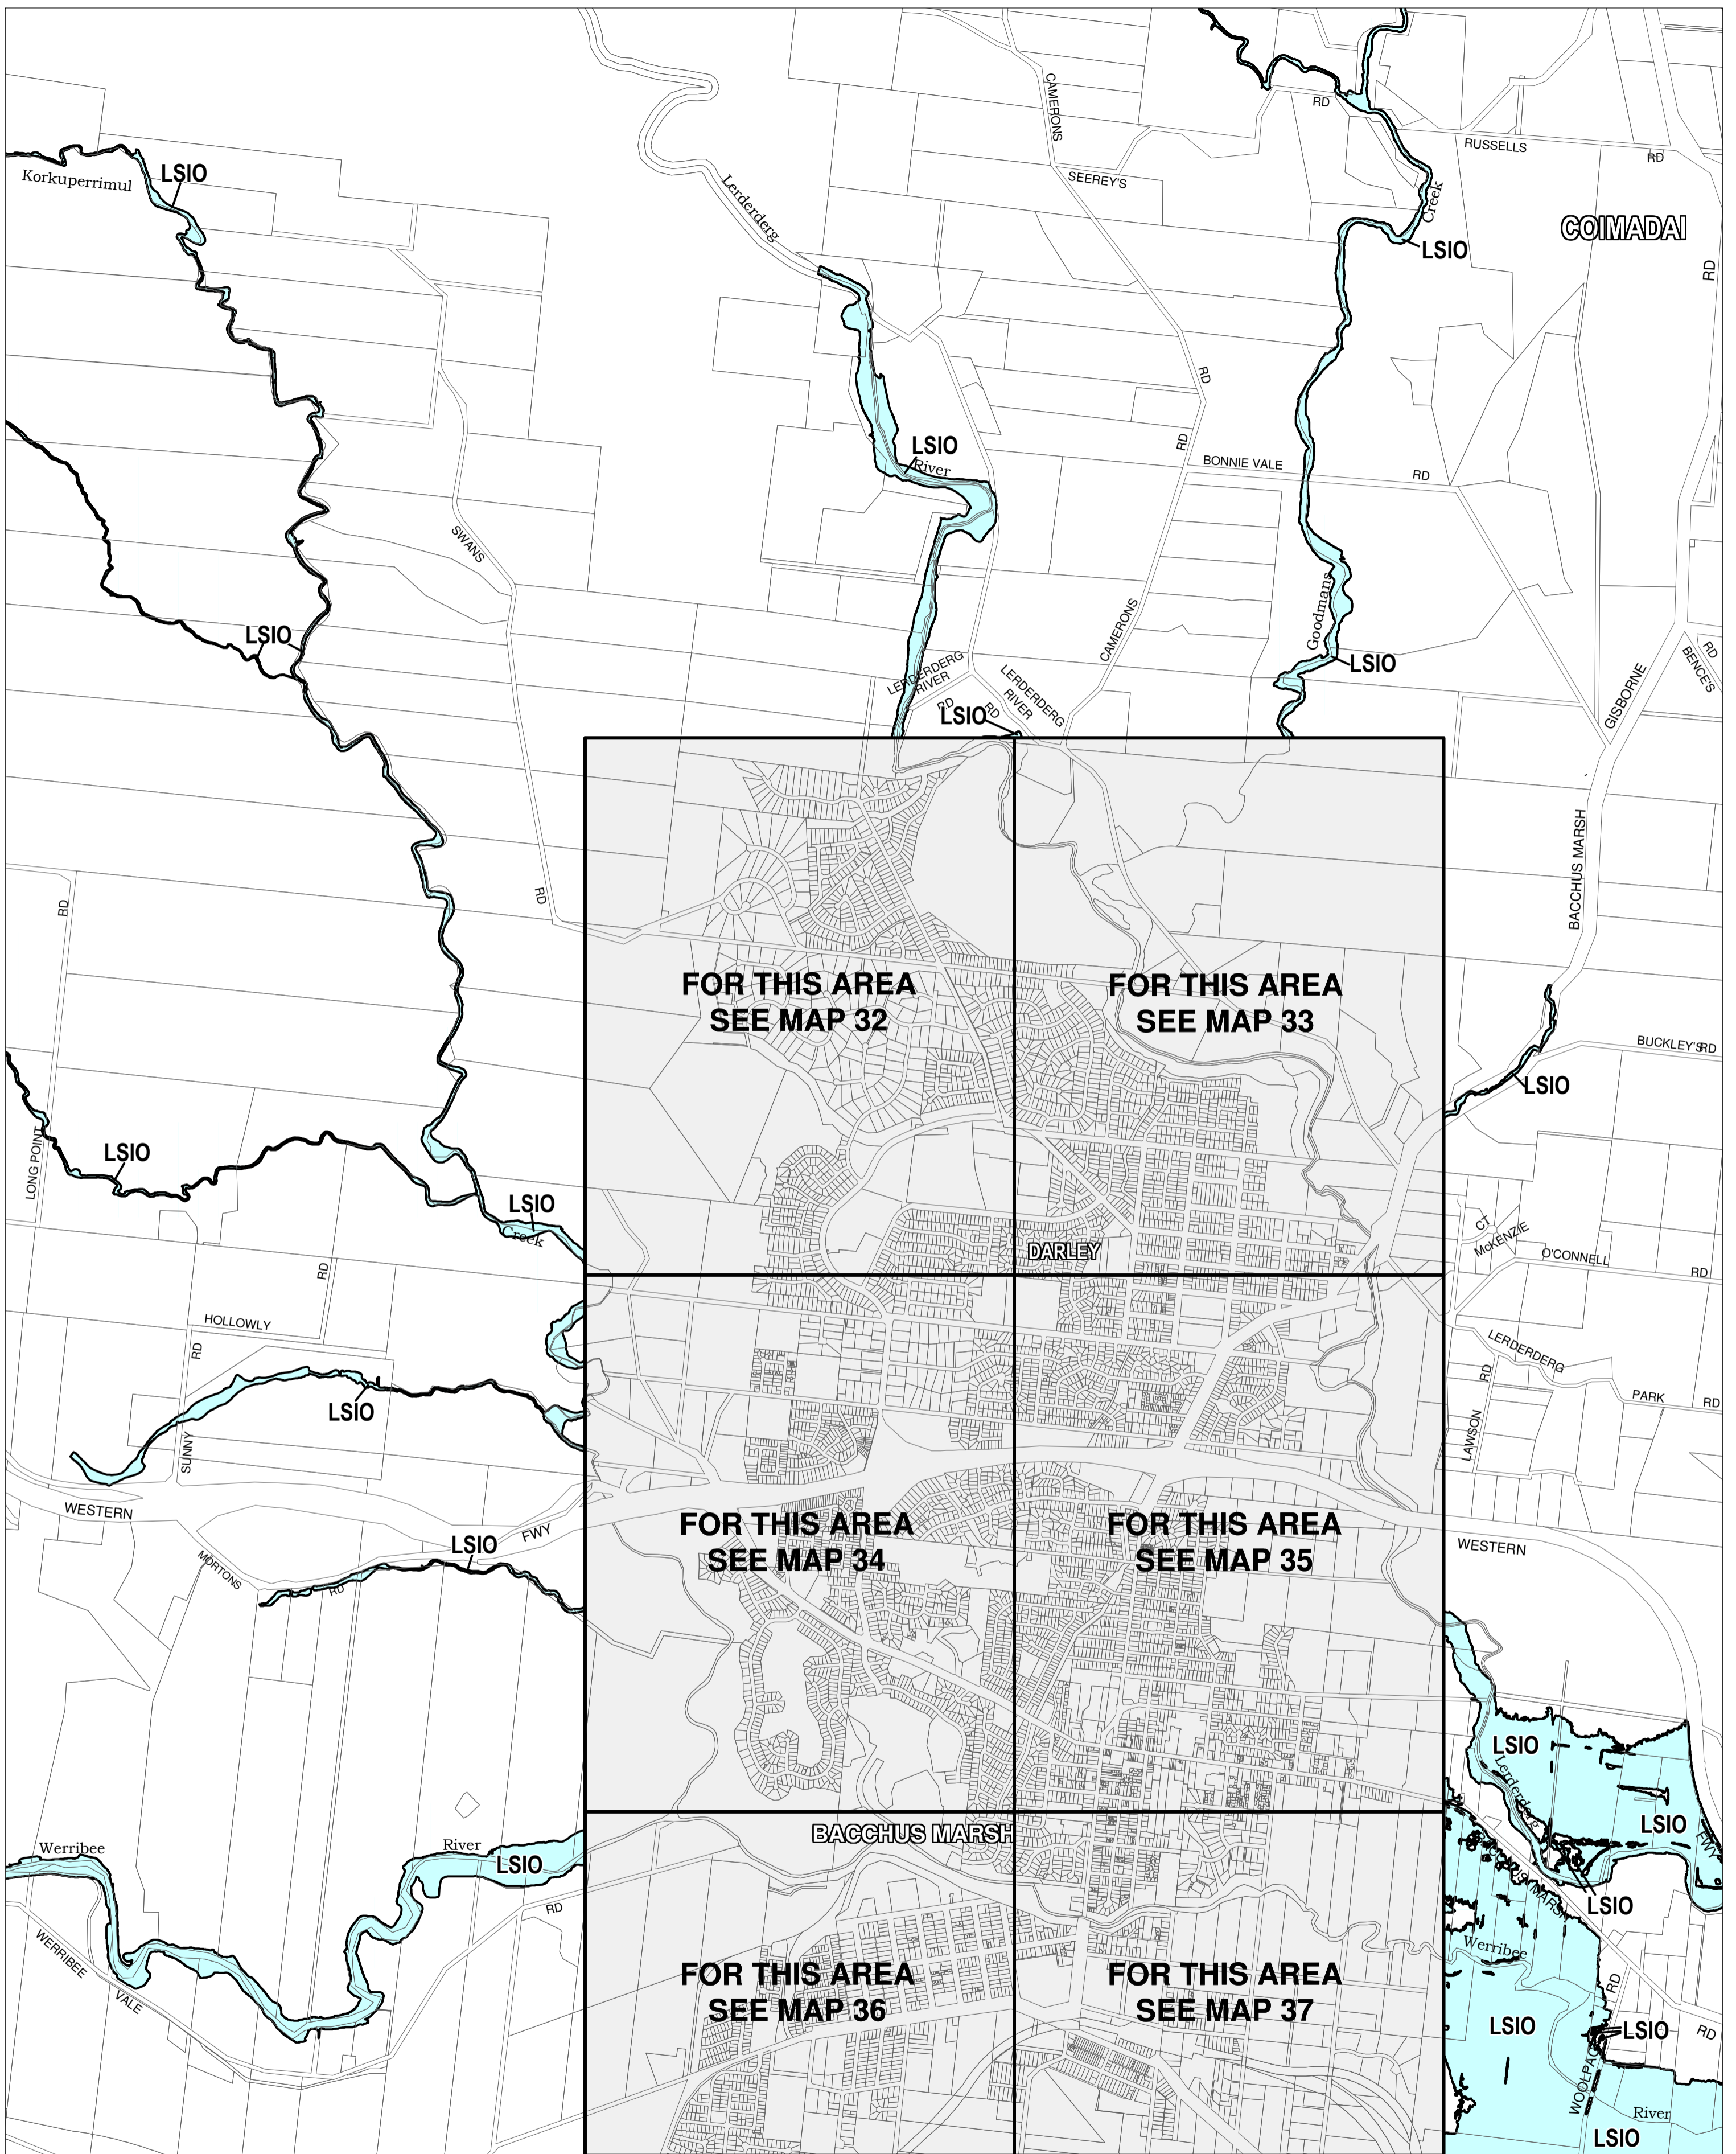 CAMERONS
RD
RUSSELLS
RD
Korkuperrimul
LSIO
SEEREY'S
Lerderderg
Creek
COIMADAI
LSIO
RD
RD
LSIO
River
RD
BONNIE VALE
RD
SWANS
Goodmans
CAMERONS
LSIO
LSIO
LERDERDERG
RIVER
RD
LERDERDERG
RIVER
RD
LSIO
RD
BENCE'S
GISBORNE
BACCHUS MARSH
RD
RD
FOR THIS AREA
SEE MAP 32
FOR THIS AREA
SEE MAP 33
BUCKLEY'S RD
LSIO
LONG POINT
LSIO
LSIO
Creek
DARLEY
CT
McKENZIE
O'CONNELL
RD
RD
HOLLOWLY
RD
LERDERDERG
RD
PARK
RD
LSIO
SUNNY
LAWSON
WESTERN
FWY
LSIO
MORTONS
RD
FOR THIS AREA
SEE MAP 34
FOR THIS AREA
SEE MAP 35
WESTERN
LSIO
Lerderderg
LSIO
FWY
BACCHUS MARSH
Werribee
River
LSIO
BACCHUS MARSH
LSIO
RD
WERRIBEE
VALE
Werribee
FOR THIS AREA
SEE MAP 36
FOR THIS AREA
SEE MAP 37
RD
LSIO
LSIO
RD
River
LSIO